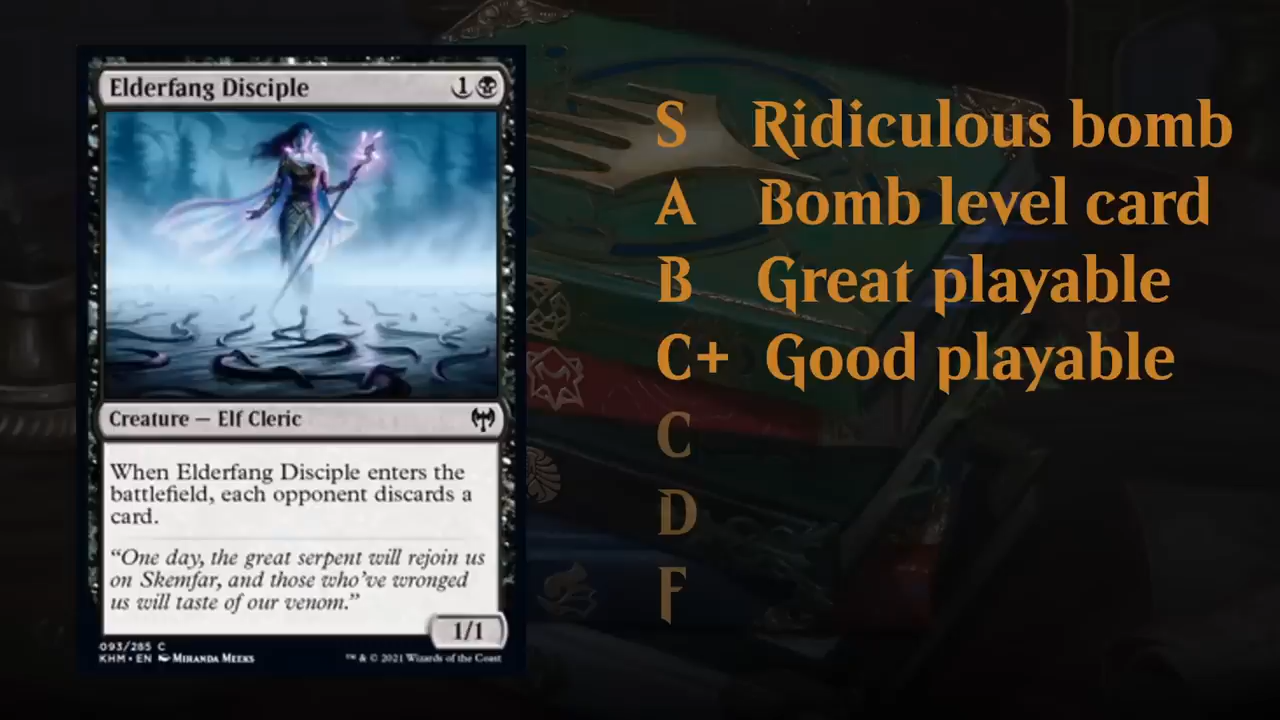 Elderfang Disciple 1
Creature — Elf Cleric
When Elderfang Disciple enters the
battlefield, each opponent discards a
card.
“One day, the great serpent will rejoin us
on Skemfar, and those who’ve wronged
us will taste of our venom.”
1/1
093/285 C
KHM • EN Miranda Meeks
™ & © 2021 Wizards of the Coast
S Ridiculous bomb
A Bomb level card
B Great playable
C+ Good playable
C
D
F